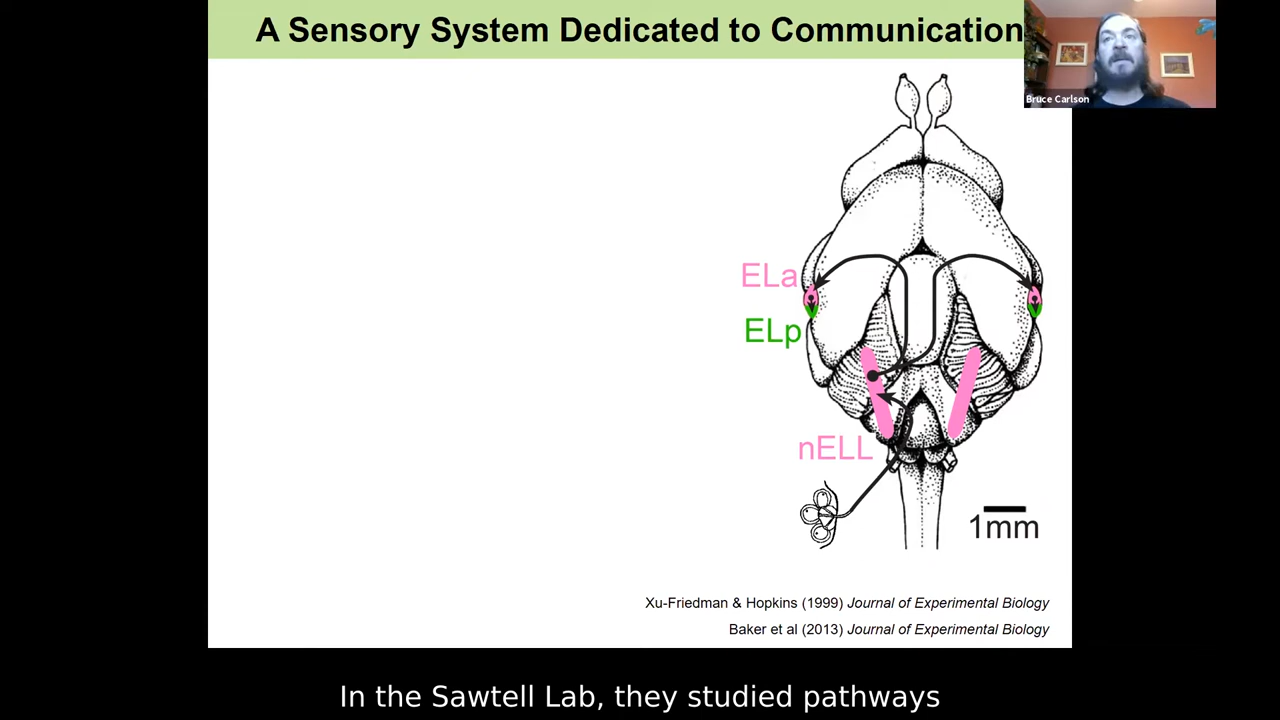 A Sensory System Dedicated to Communication
Bruce Carlson
ELa
ELp
nELL
1mm
Xu-Friedman & Hopkins (1999) Journal of Experimental Biology
Baker et al (2013) Journal of Experimental Biology
In the Sawtell Lab, they studied pathways